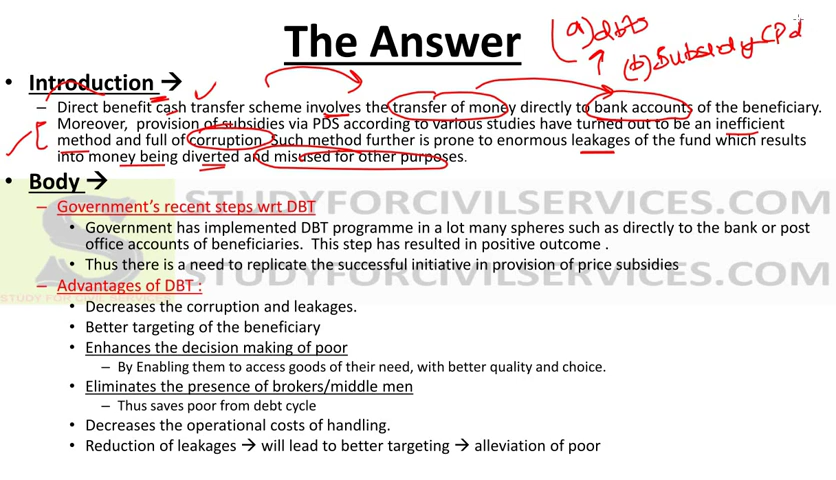 The Answer
(a) dbts
(b) Subsidy
• Introduction →
– Direct benefit cash transfer scheme involves the transfer of money directly to bank accounts of the beneficiary.
Moreover, provision of subsidies via PDS according to various studies have turned out to be an inefficient
method and full of corruption. Such method further is prone to enormous leakages of the fund which results
into money being diverted and misused for other purposes.
• Body →
STUDYFORCIVILSERVICES.COM
– Government's recent steps wrt DBT
• Government has implemented DBT programme in a lot many spheres such as directly to the bank or post
office accounts of beneficiaries. This step has resulted in positive outcome .
• Thus there is a need to replicate the successful initiative in provision of price subsidies
STUDYFORCIVILSERVICES.COM
– Advantages of DBT :
STUDY FOR CIVIL SERVICES
• Decreases the corruption and leakages.
• Better targeting of the beneficiary
• Enhances the decision making of poor
– By Enabling them to access goods of their need, with better quality and choice.
• Eliminates the presence of brokers/middle men
– Thus saves poor from debt cycle
• Decreases the operational costs of handling.
• Reduction of leakages → will lead to better targeting → alleviation of poor